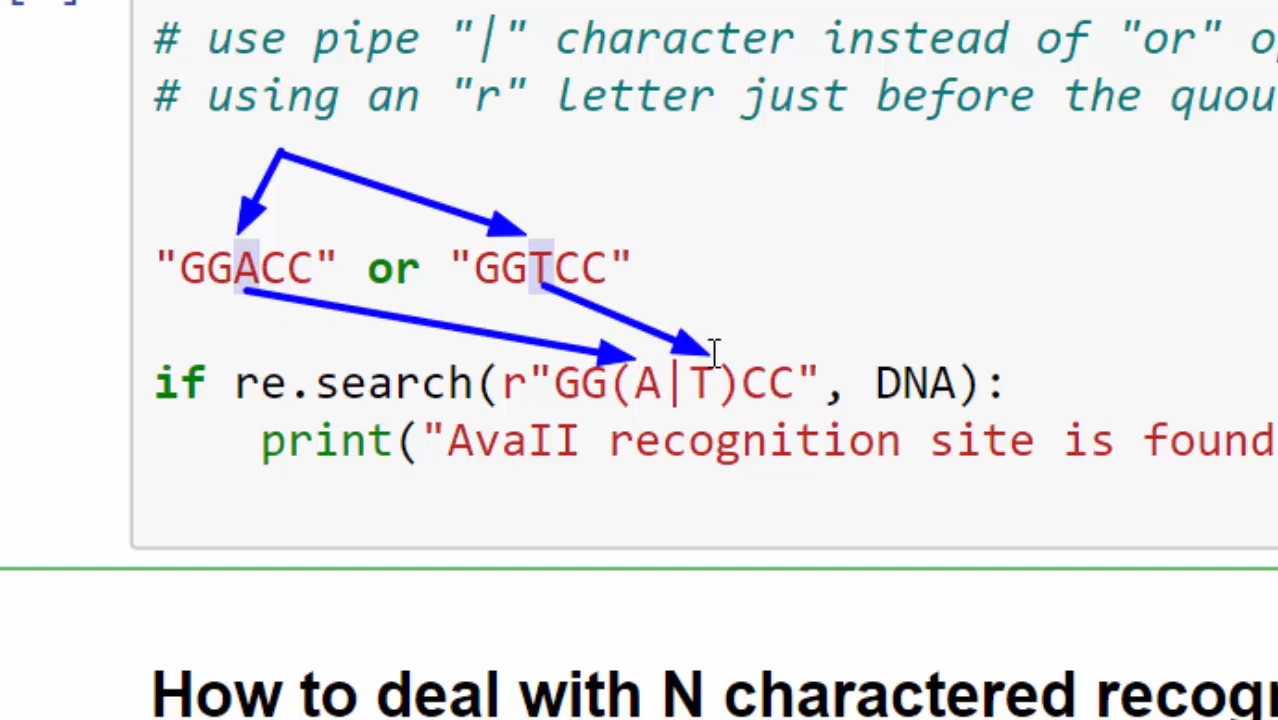 # use pipe "|" character instead of "or" o
# using an "r" letter just before the quou
"GGACC" or "GGTCC"
if re.search(r"GG(A|T)CC", DNA):
print("AvaII recognition site is found
How to deal with N charactered recog